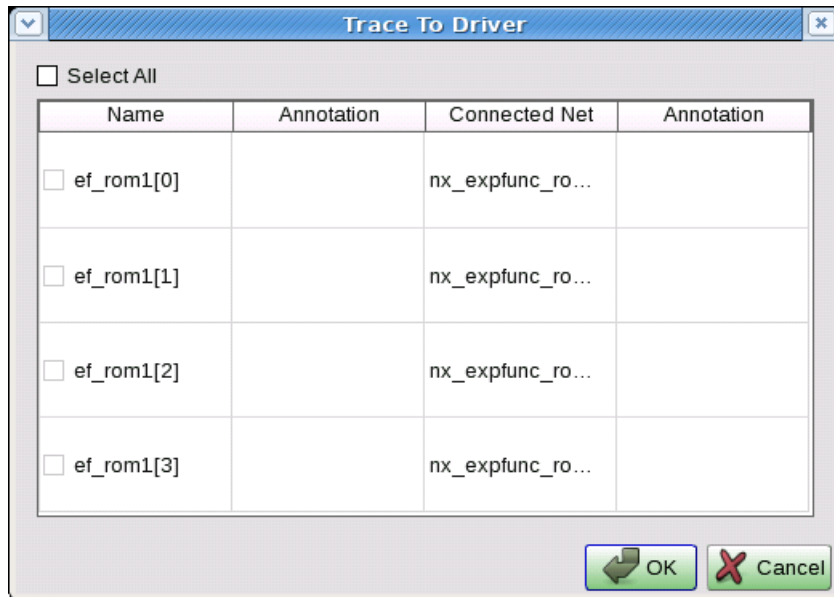 Trace To Driver
Select All
Name Annotation Connected Net Annotation
ef_rom1[0] nx_expfunc_ro...
ef_rom1[1] nx_expfunc_ro...
ef_rom1[2] nx_expfunc_ro...
ef_rom1[3] nx_expfunc_ro...
OK Cancel